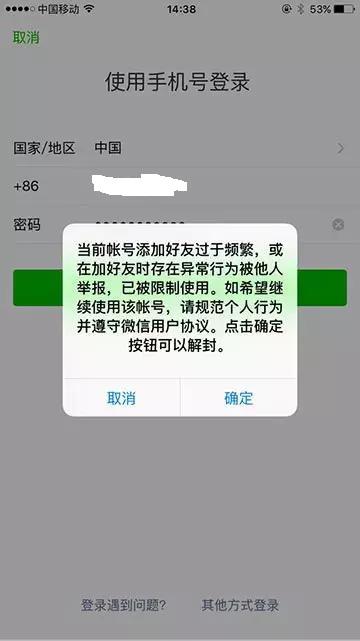 中国移动 14:38 53%
取消
使用手机号登录
国家/地区 中国
+86
密码
当前帐号添加好友过于频繁，或
在加好友时存在异常行为被他人
举报，已被限制使用。如希望继
续使用该帐号，请规范个人行为
并遵守微信用户协议。点击确定
按钮可以解封。
取消 确定
登录遇到问题? 其他方式登录